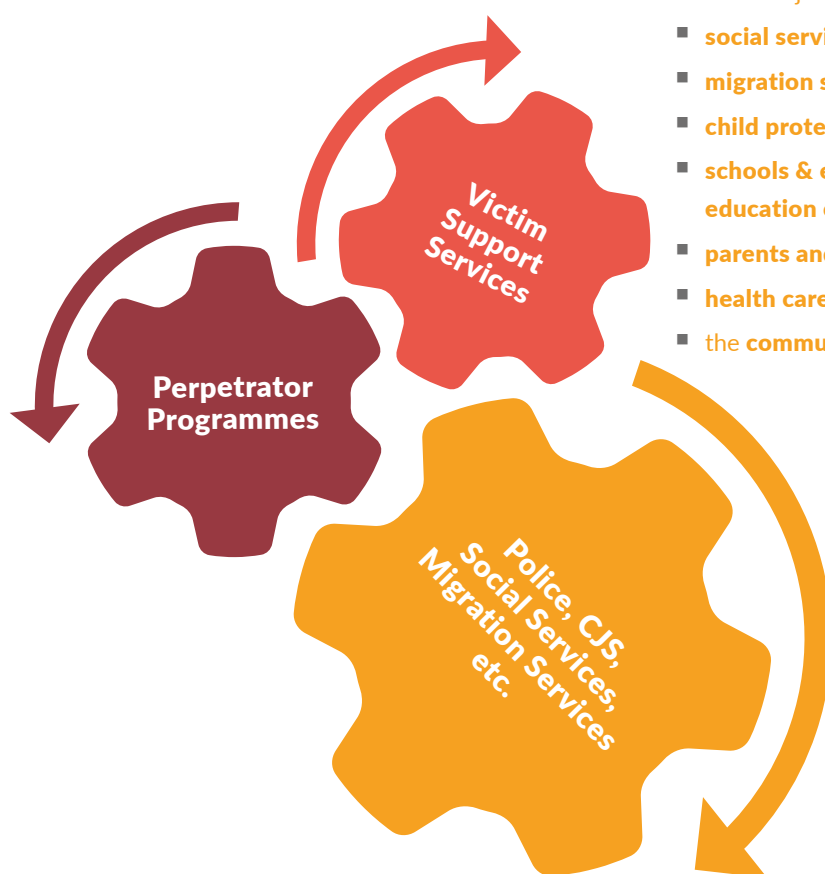 social servi
migration s
child prote
schools & e
education
parents an
health care
the commu
Victim
Support
Services
Perpetrator
Programmes
Police, CJS,
Social Services,
Migration Services
etc.